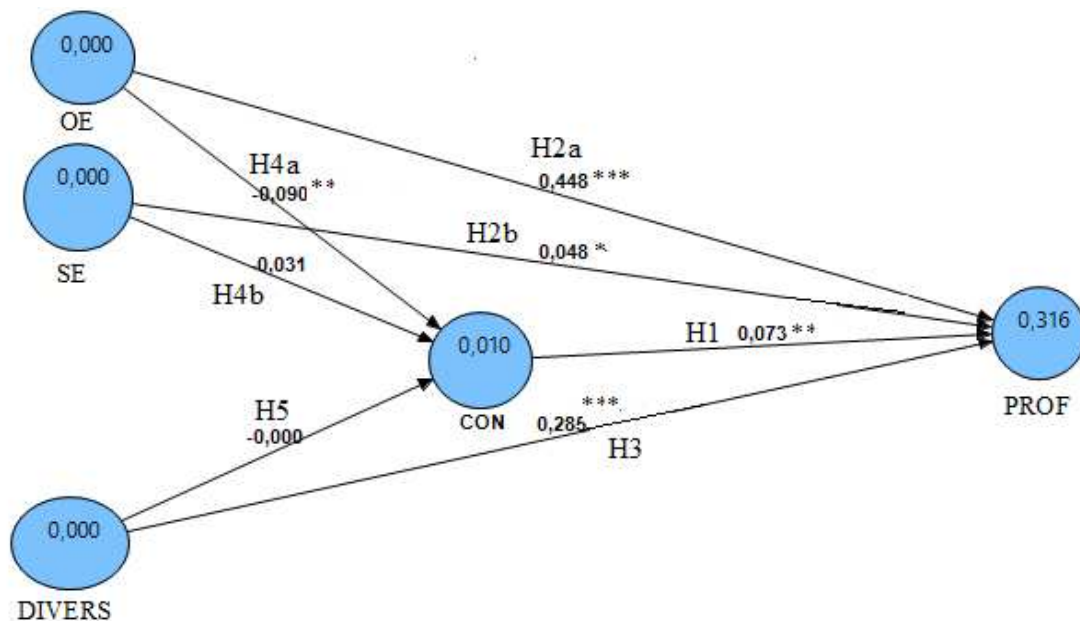 0,000
OE
H2a
0,448 ***
H4a
-0,090 **
0,000
SE
H2b
0,048 *
0,031
H4b
0,316
PROF
H1 0,073 **
0,010
CON
H5
-0,000
***
0,285
H3
0,000
DIVERS